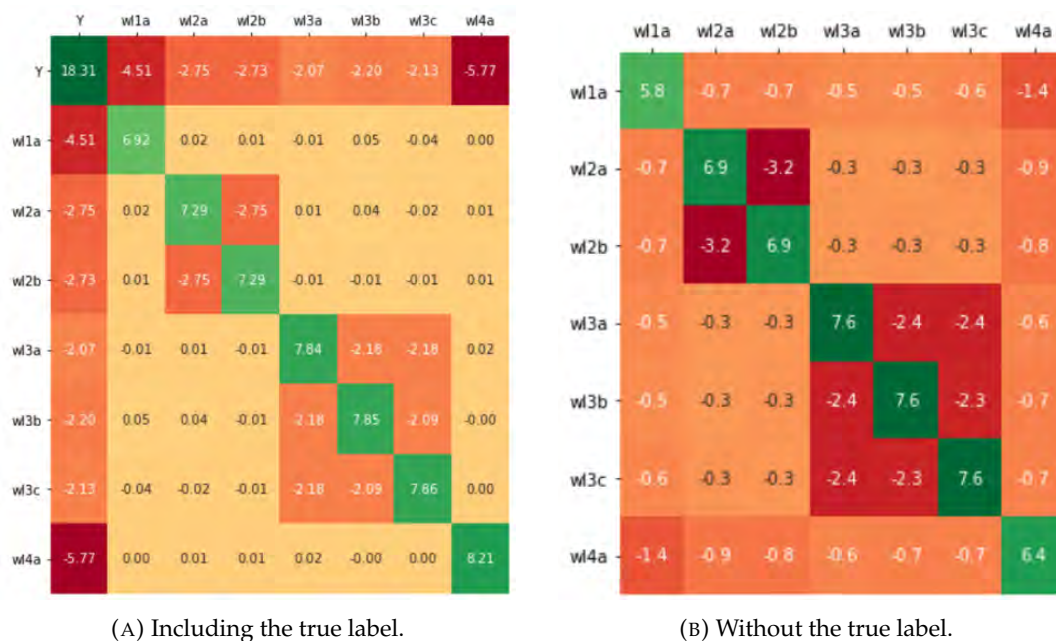 Y wl1a wl2a wl2b wl3a wl3b wl3c wl4a
Y 18.31 -4.51 -2.75 -2.73 -2.07 -2.20 -2.13 -5.77
wl1a -4.51 6.92 0.02 0.01 -0.01 0.05 -0.04 0.00
wl2a -2.75 0.02 7.29 -2.75 0.01 0.04 -0.02 0.01
wl2b -2.73 0.01 -2.75 7.29 -0.01 -0.01 -0.01 0.01
wl3a -2.07 -0.01 0.01 -0.01 7.84 -2.18 -2.18 0.02
wl3b -2.20 0.05 0.04 -0.01 -2.18 7.85 -2.09 -0.00
wl3c -2.13 -0.04 -0.02 -0.01 -2.18 -2.09 7.86 0.00
wl4a -5.77 0.00 0.01 0.01 0.02 -0.00 0.00 8.21
(A) Including the true label.
wl1a wl2a wl2b wl3a wl3b wl3c wl4a
wl1a 5.8 -0.7 -0.7 -0.5 -0.5 -0.6 -1.4
wl2a -0.7 6.9 -3.2 -0.3 -0.3 -0.3 -0.9
wl2b -0.7 -3.2 6.9 -0.3 -0.3 -0.3 -0.8
wl3a -0.5 -0.3 -0.3 7.6 -2.4 -2.4 -0.6
wl3b -0.5 -0.3 -0.3 -2.4 7.6 -2.3 -0.7
wl3c -0.6 -0.3 -0.3 -2.4 -2.3 7.6 -0.7
wl4a -1.4 -0.9 -0.8 -0.6 -0.7 -0.7 6.4
(B) Without the true label.